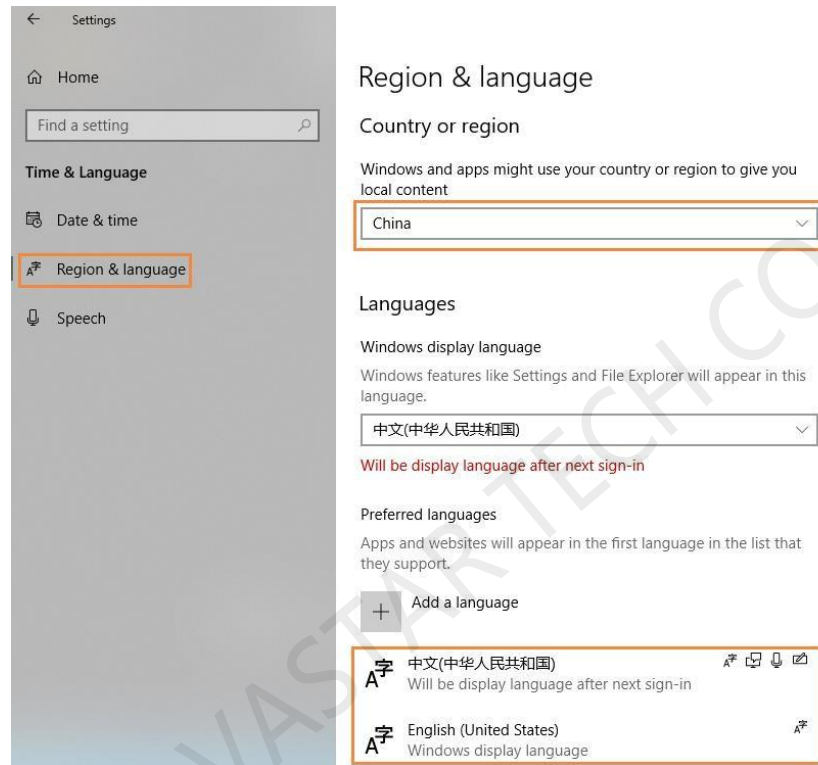 Settings
Home
Find a setting
Time & Language
Date & time
Region & language
Speech
Region & language
Country or region
Windows and apps might use your country or region to give you
local content
China
Languages
Windows display language
Windows features like Settings and File Explorer will appear in this
language.
中文(中华人民共和国)
Will be display language after next sign-in
Preferred languages
Apps and websites will appear in the first language in the list that
they support.
Add a language
中文(中华人民共和国)
Will be display language after next sign-in
English (United States)
Windows display language
VASTAR TECH CO